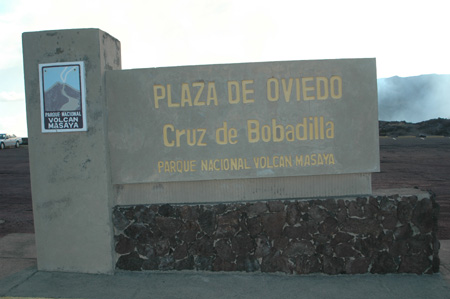 PARQUE NACIONAL
VOLCAN
MASAYA
PLAZA DE OVIEDO
Cruz de Bobadilla
PARQUE NACIONAL VOLCAN MASAYA